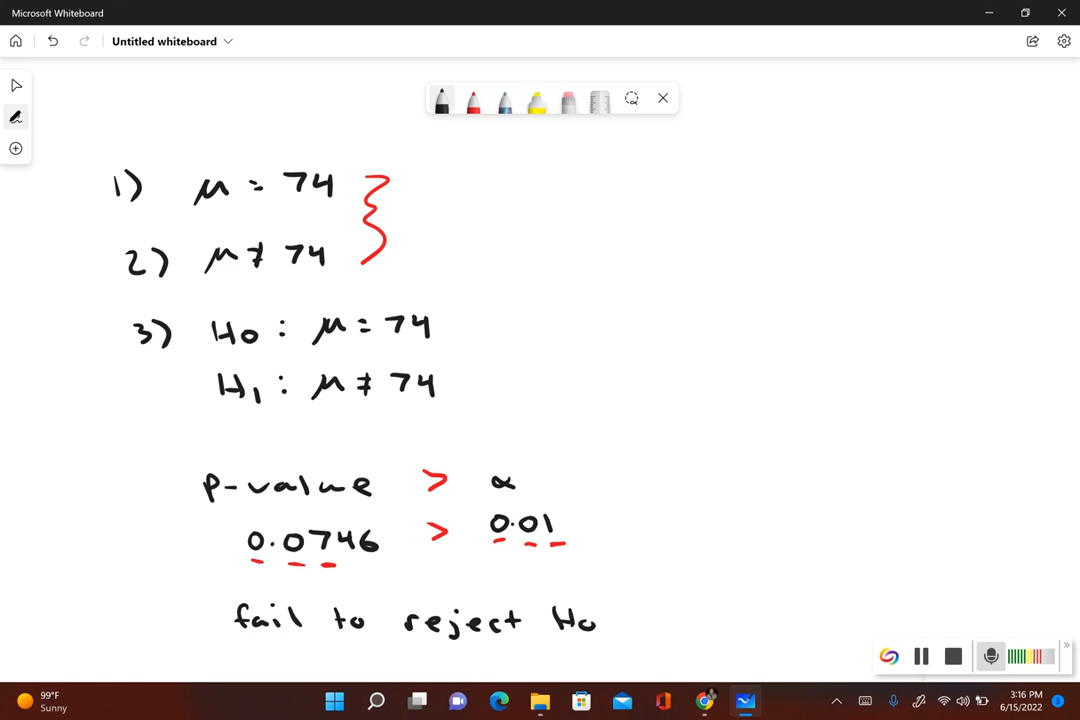 Microsoft Whiteboard
Untitled whiteboard
1) μ = 74
2) μ ≠ 74
3) Ho : μ = 74
H1 : μ ≠ 74
p-value > α
0.0746 > 0.01
fail to reject Ho
99°F
Sunny
3:16 PM
6/15/2022
3